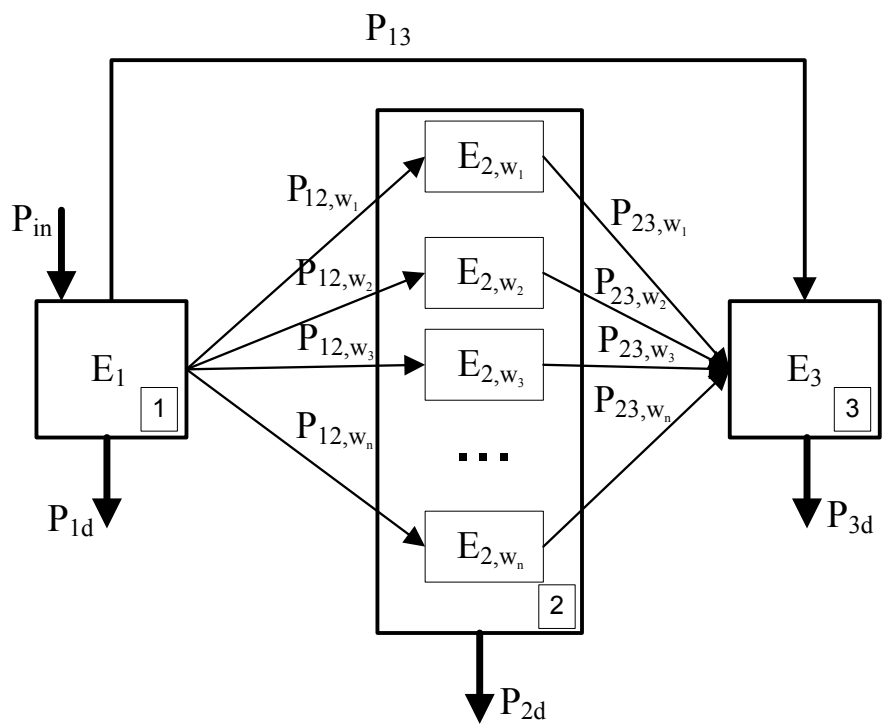 P13
E2,w1
P12,w1
P23,w1
Pin
P12,w2
E2,w2
P23,w2
P12,w3
E2,w3
P23,w3
E1
1
E3
3
P12,wn
P23,wn
...
P1d
E2,wn
P3d
2
P2d